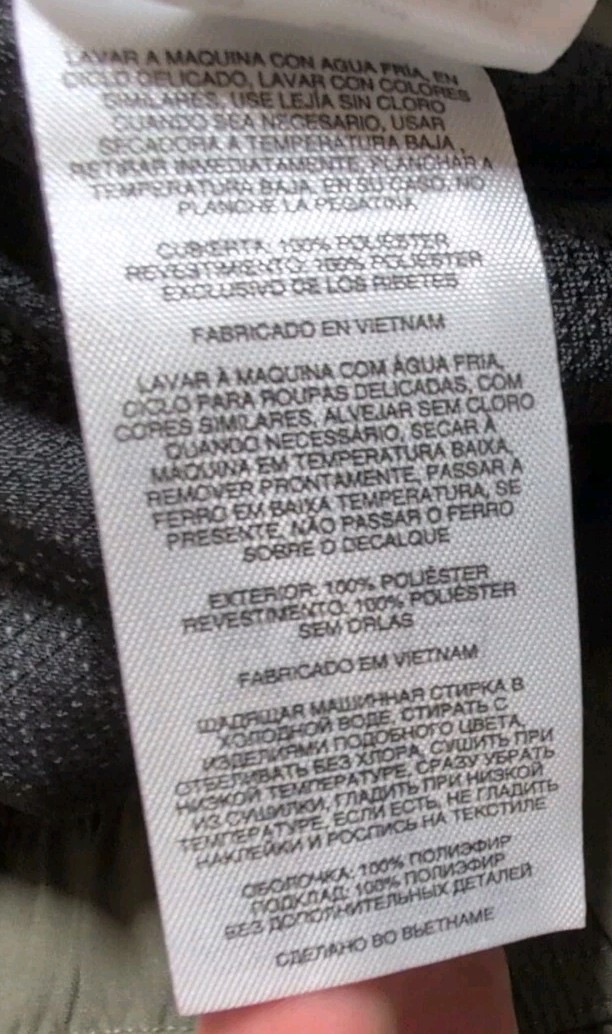 LAVAR A MAQUINA CON AGUA FRÍA, EN
CICLO DELICADO, LAVAR CON COLORES
SIMILARES, USE LEJÍA SIN CLORO
CUANDO SEA NECESARIO, USAR
SECADORA A TEMPERATURA BAJA,
RETIRAR INMEDIATAMENTE, PLANCHAR A
TEMPERATURA BAJA, EN SU CASO, NO
PLANCHE LA PEGATINA
CUBIERTA: 100% POLIÉSTER
REVESTIMIENTO: 100% POLIÉSTER
EXCLUSIVO DE LOS RIBETES
FABRICADO EN VIETNAM
LAVAR À MAQUINA COM ÁGUA FRIA,
CICLO PARA ROUPAS DELICADAS, COM
CORES SIMILARES, ALVEJAR SEM CLORO
QUANDO NECESSÁRIO, SECAR À
MÁQUINA EM TEMPERATURA BAIXA,
REMOVER PRONTAMENTE, PASSAR A
FERRO EM BAIXA TEMPERATURA, SE
PRESENTE, NÃO PASSAR O FERRO
SOBRE O DECALQUE
EXTERIOR: 100% POLIÉSTER
REVESTIMENTO: 100% POLIÉSTER
SEM ORLAS
FABRICADO EM VIETNAM
ЩАДЯЩАЯ МАШИННАЯ СТИРКА В
ХОЛОДНОЙ ВОДЕ, СТИРАТЬ С
ИЗДЕЛИЯМИ ПОДОБНОГО ЦВЕТА,
ОТБЕЛИВАТЬ БЕЗ ХЛОРА, СУШИТЬ ПРИ
НИЗКОЙ ТЕМПЕРАТУРЕ, СРАЗУ УБРАТЬ
ИЗ СУШИЛКИ, ГЛАДИТЬ ПРИ НИЗКОЙ
ТЕМПЕРАТУРЕ, ЕСЛИ ЕСТЬ, НЕ ГЛАДИТЬ
НАКЛЕЙКИ И РОСПИСЬ НА ТЕКСТИЛЕ
ОБОЛОЧКА: 100% ПОЛИЭФИР
ПОДКЛАД: 100% ПОЛИЭФИР
БЕЗ ДОПОЛНИТЕЛЬНЫХ ДЕТАЛЕЙ
СДЕЛАНО ВО ВЬЕТНАМЕ